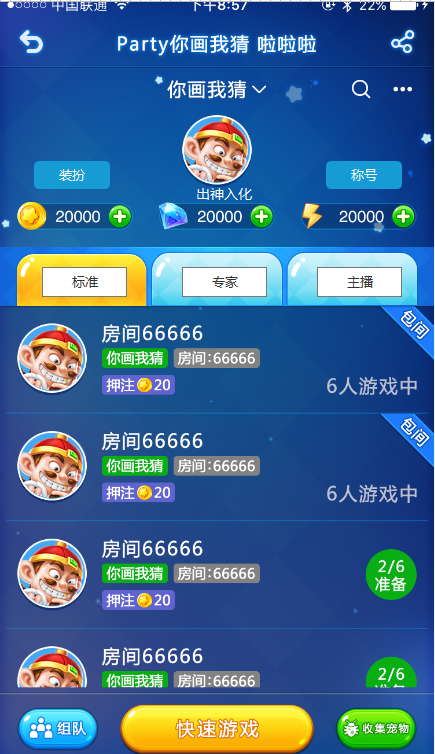 中国联通 下午8:57 22%
Party你画我猜 啦啦啦
你画我猜
出神入化
装扮 称号
20000 20000 20000
标准 专家 主播
房间66666 包间
你画我猜 房间:66666
押注 20 6人游戏中
房间66666 包间
你画我猜 房间:66666
押注 20 6人游戏中
房间66666
你画我猜 房间:66666 2/6
押注 20 准备
房间66666
你画我猜 房间:66666 2/6
组队 快速游戏 收集宠物